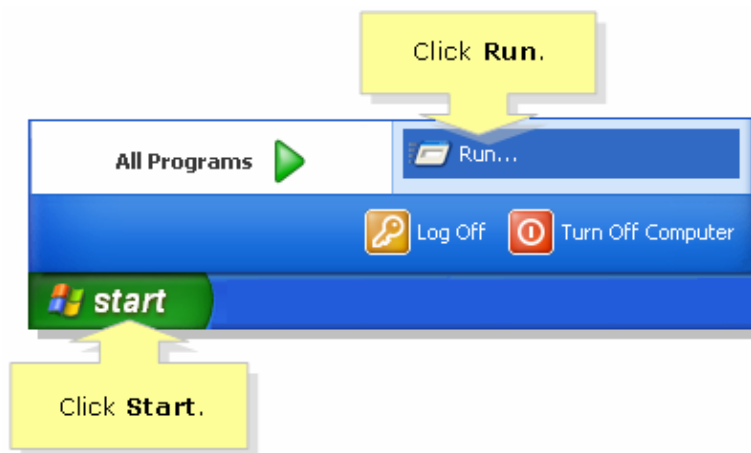 Click Run.
All Programs
Run...
Log Off
Turn Off Computer
start
Click Start.